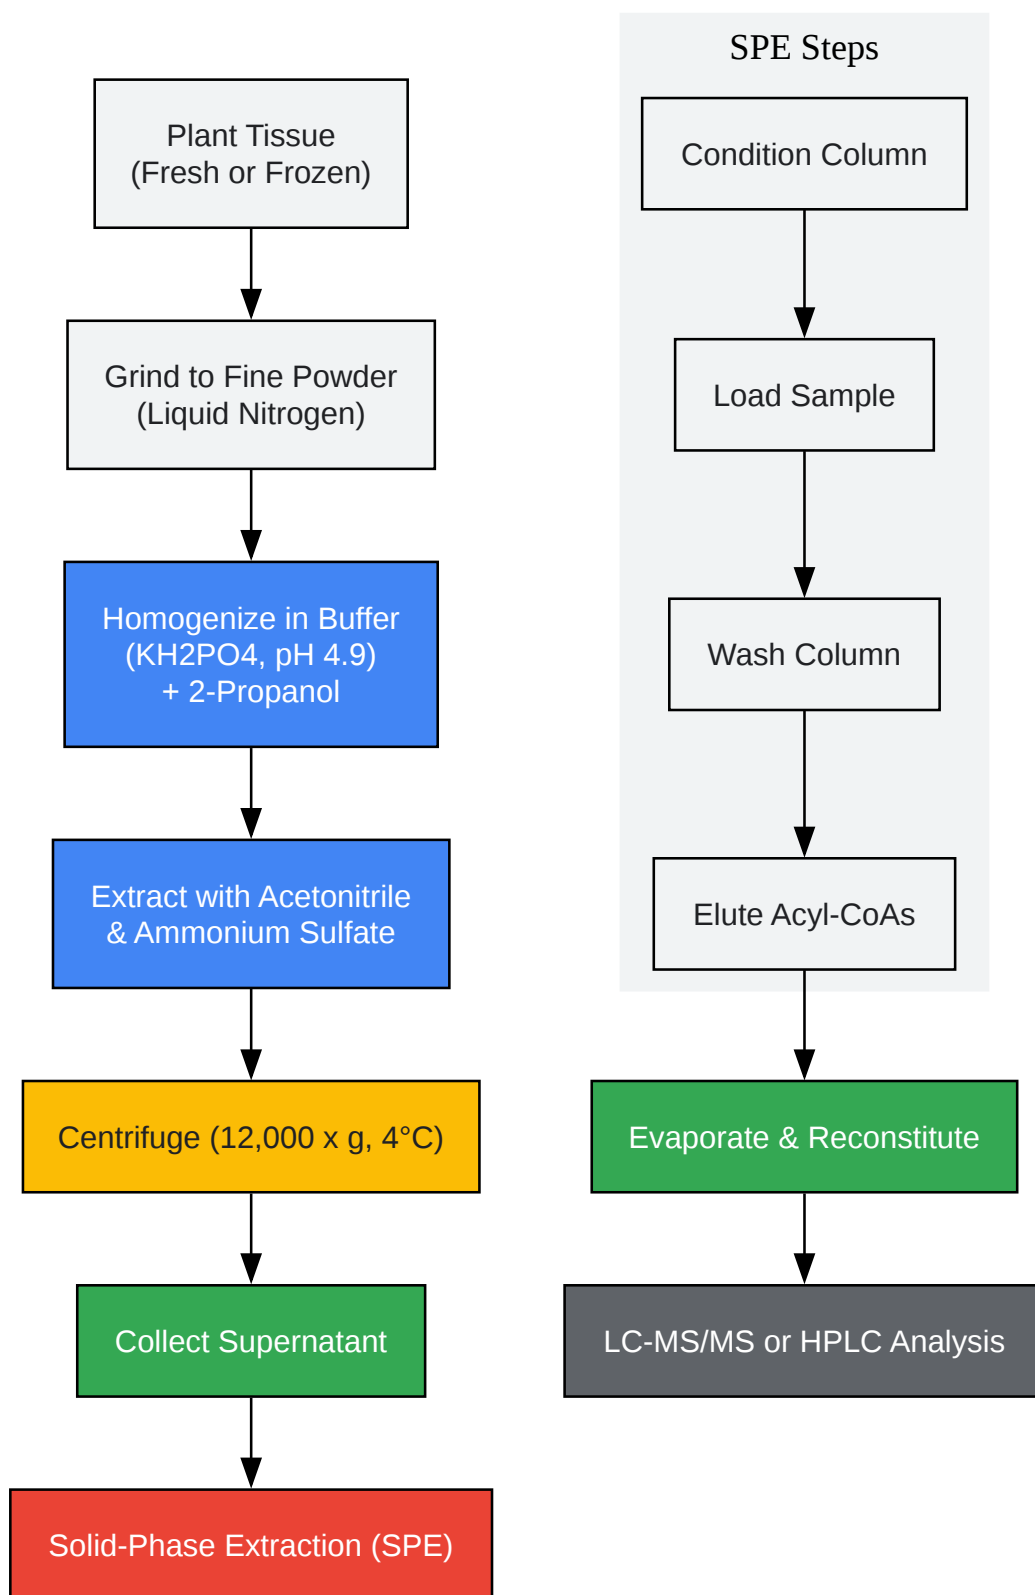 Plant Tissue
(Fresh or Frozen)
Grind to Fine Powder
(Liquid Nitrogen)
Homogenize in Buffer
(KH2PO4, pH 4.9)
+ 2-Propanol
Extract with Acetonitrile
& Ammonium Sulfate
Centrifuge (12,000 x g, 4°C)
Collect Supernatant
Solid-Phase Extraction (SPE)
SPE Steps
Condition Column
Load Sample
Wash Column
Elute Acyl-CoAs
Evaporate & Reconstitute
LC-MS/MS or HPLC Analysis